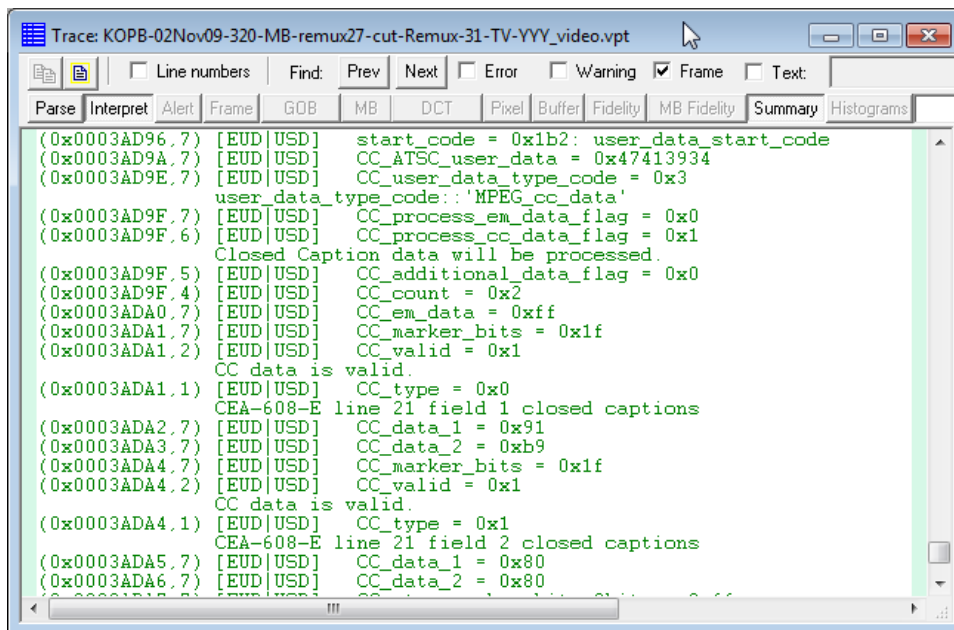 Trace: KOPB-02Nov09-320-MB-remux27-cut-Remux-31-TV-YYY_video.vpt
Line numbers Find: Prev Next Error Warning Frame Text:
Parse Interpret Alert Frame GOB MB DCT Pixel Buffer Fidelity MB Fidelity Summary Histograms
(0x0003AD96,7) [EUD|USD] start_code = 0x1b2: user_data_start_code
(0x0003AD9A,7) [EUD|USD] CC_ATSC_user_data = 0x47413934
(0x0003AD9E,7) [EUD|USD] CC_user_data_type_code = 0x3
user_data_type_code::'MPEG_cc_data'
(0x0003AD9F,7) [EUD|USD] CC_process_em_data_flag = 0x0
(0x0003AD9F,6) [EUD|USD] CC_process_cc_data_flag = 0x1
Closed Caption data will be processed.
(0x0003AD9F,5) [EUD|USD] CC_additional_data_flag = 0x0
(0x0003AD9F,4) [EUD|USD] CC_count = 0x2
(0x0003ADA0,7) [EUD|USD] CC_em_data = 0xff
(0x0003ADA1,7) [EUD|USD] CC_marker_bits = 0x1f
(0x0003ADA1,2) [EUD|USD] CC_valid = 0x1
CC data is valid.
(0x0003ADA1,1) [EUD|USD] CC_type = 0x0
CEA-608-E line 21 field 1 closed captions
(0x0003ADA2,7) [EUD|USD] CC_data_1 = 0x91
(0x0003ADA3,7) [EUD|USD] CC_data_2 = 0xb9
(0x0003ADA4,7) [EUD|USD] CC_marker_bits = 0x1f
(0x0003ADA4,2) [EUD|USD] CC_valid = 0x1
CC data is valid.
(0x0003ADA4,1) [EUD|USD] CC_type = 0x1
CEA-608-E line 21 field 2 closed captions
(0x0003ADA5,7) [EUD|USD] CC_data_1 = 0x80
(0x0003ADA6,7) [EUD|USD] CC_data_2 = 0x80